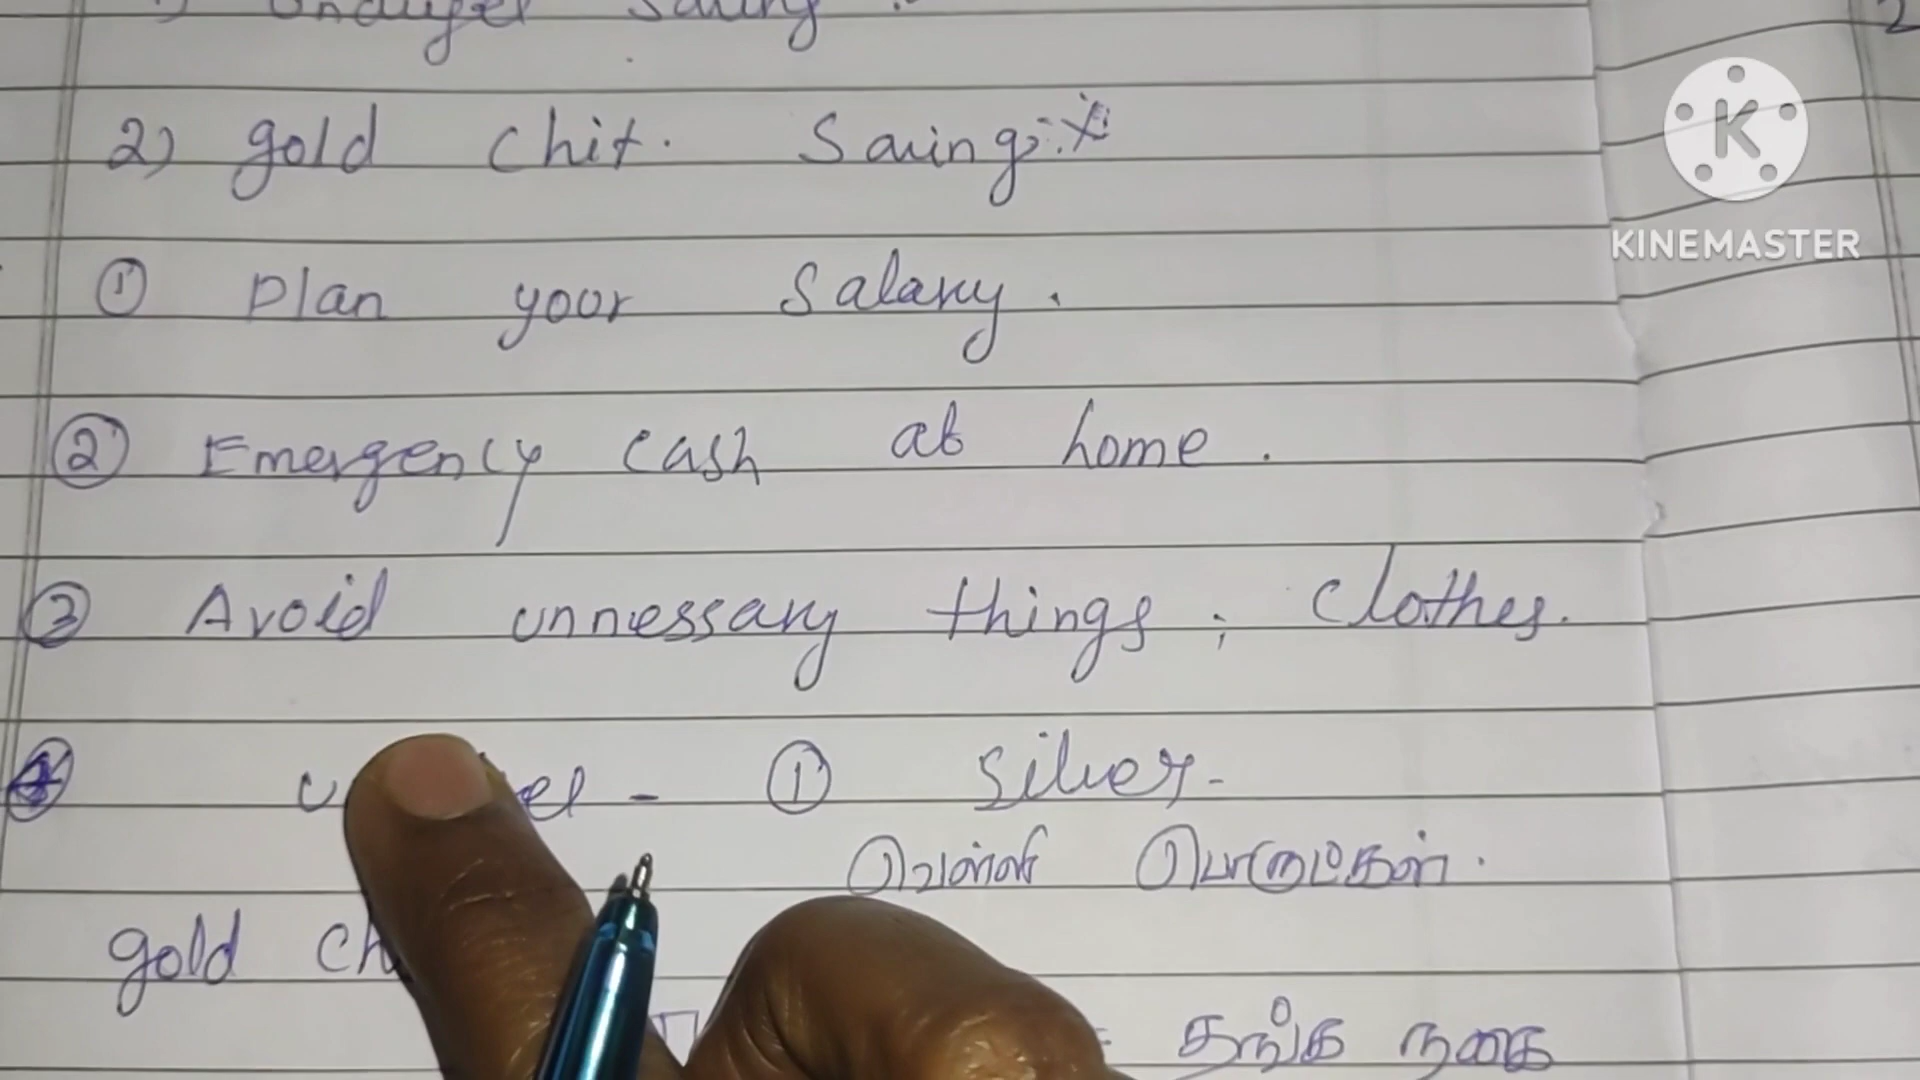 2) gold chit. Saving:
① plan your Salary.
② Emergency cash at home.
③ Avoid unnessary things, clothes.
① Silver-
வெள்ளி பொருட்கள்.
gold
தங்க நகை
KINEMASTER